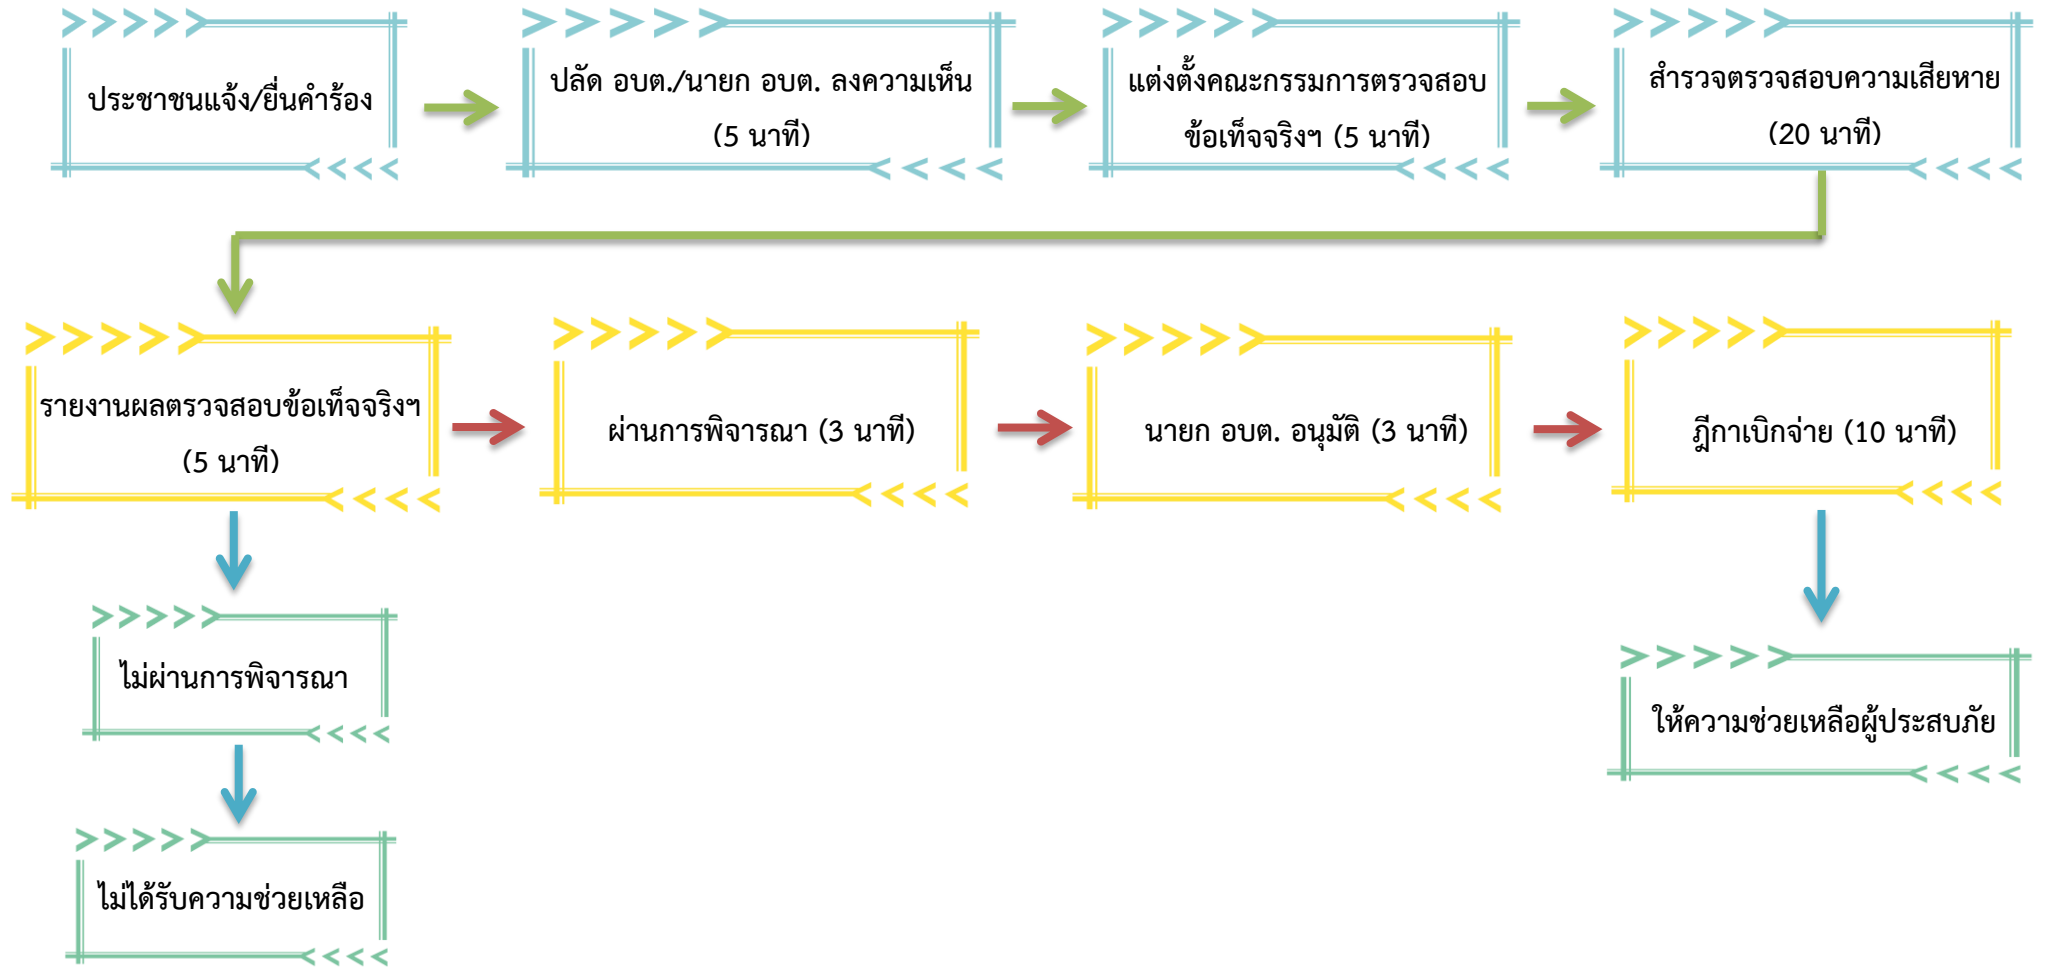 ประชาชนแจ้ง/ยื่นคำร้อง
ปลัด อบต./นายก อบต. ลงความเห็น
(5 นาที)
แต่งตั้งคณะกรรมการตรวจสอบ
ข้อเท็จจริงฯ (5 นาที)
สำรวจตรวจสอบความเสียหาย
(20 นาที)
รายงานผลตรวจสอบข้อเท็จจริงฯ
(5 นาที)
ผ่านการพิจารณา (3 นาที)
นายก อบต. อนุมัติ (3 นาที)
ฎีกาเบิกจ่าย (10 นาที)
ไม่ผ่านการพิจารณา
ให้ความช่วยเหลือผู้ประสบภัย
ไม่ได้รับความช่วยเหลือ